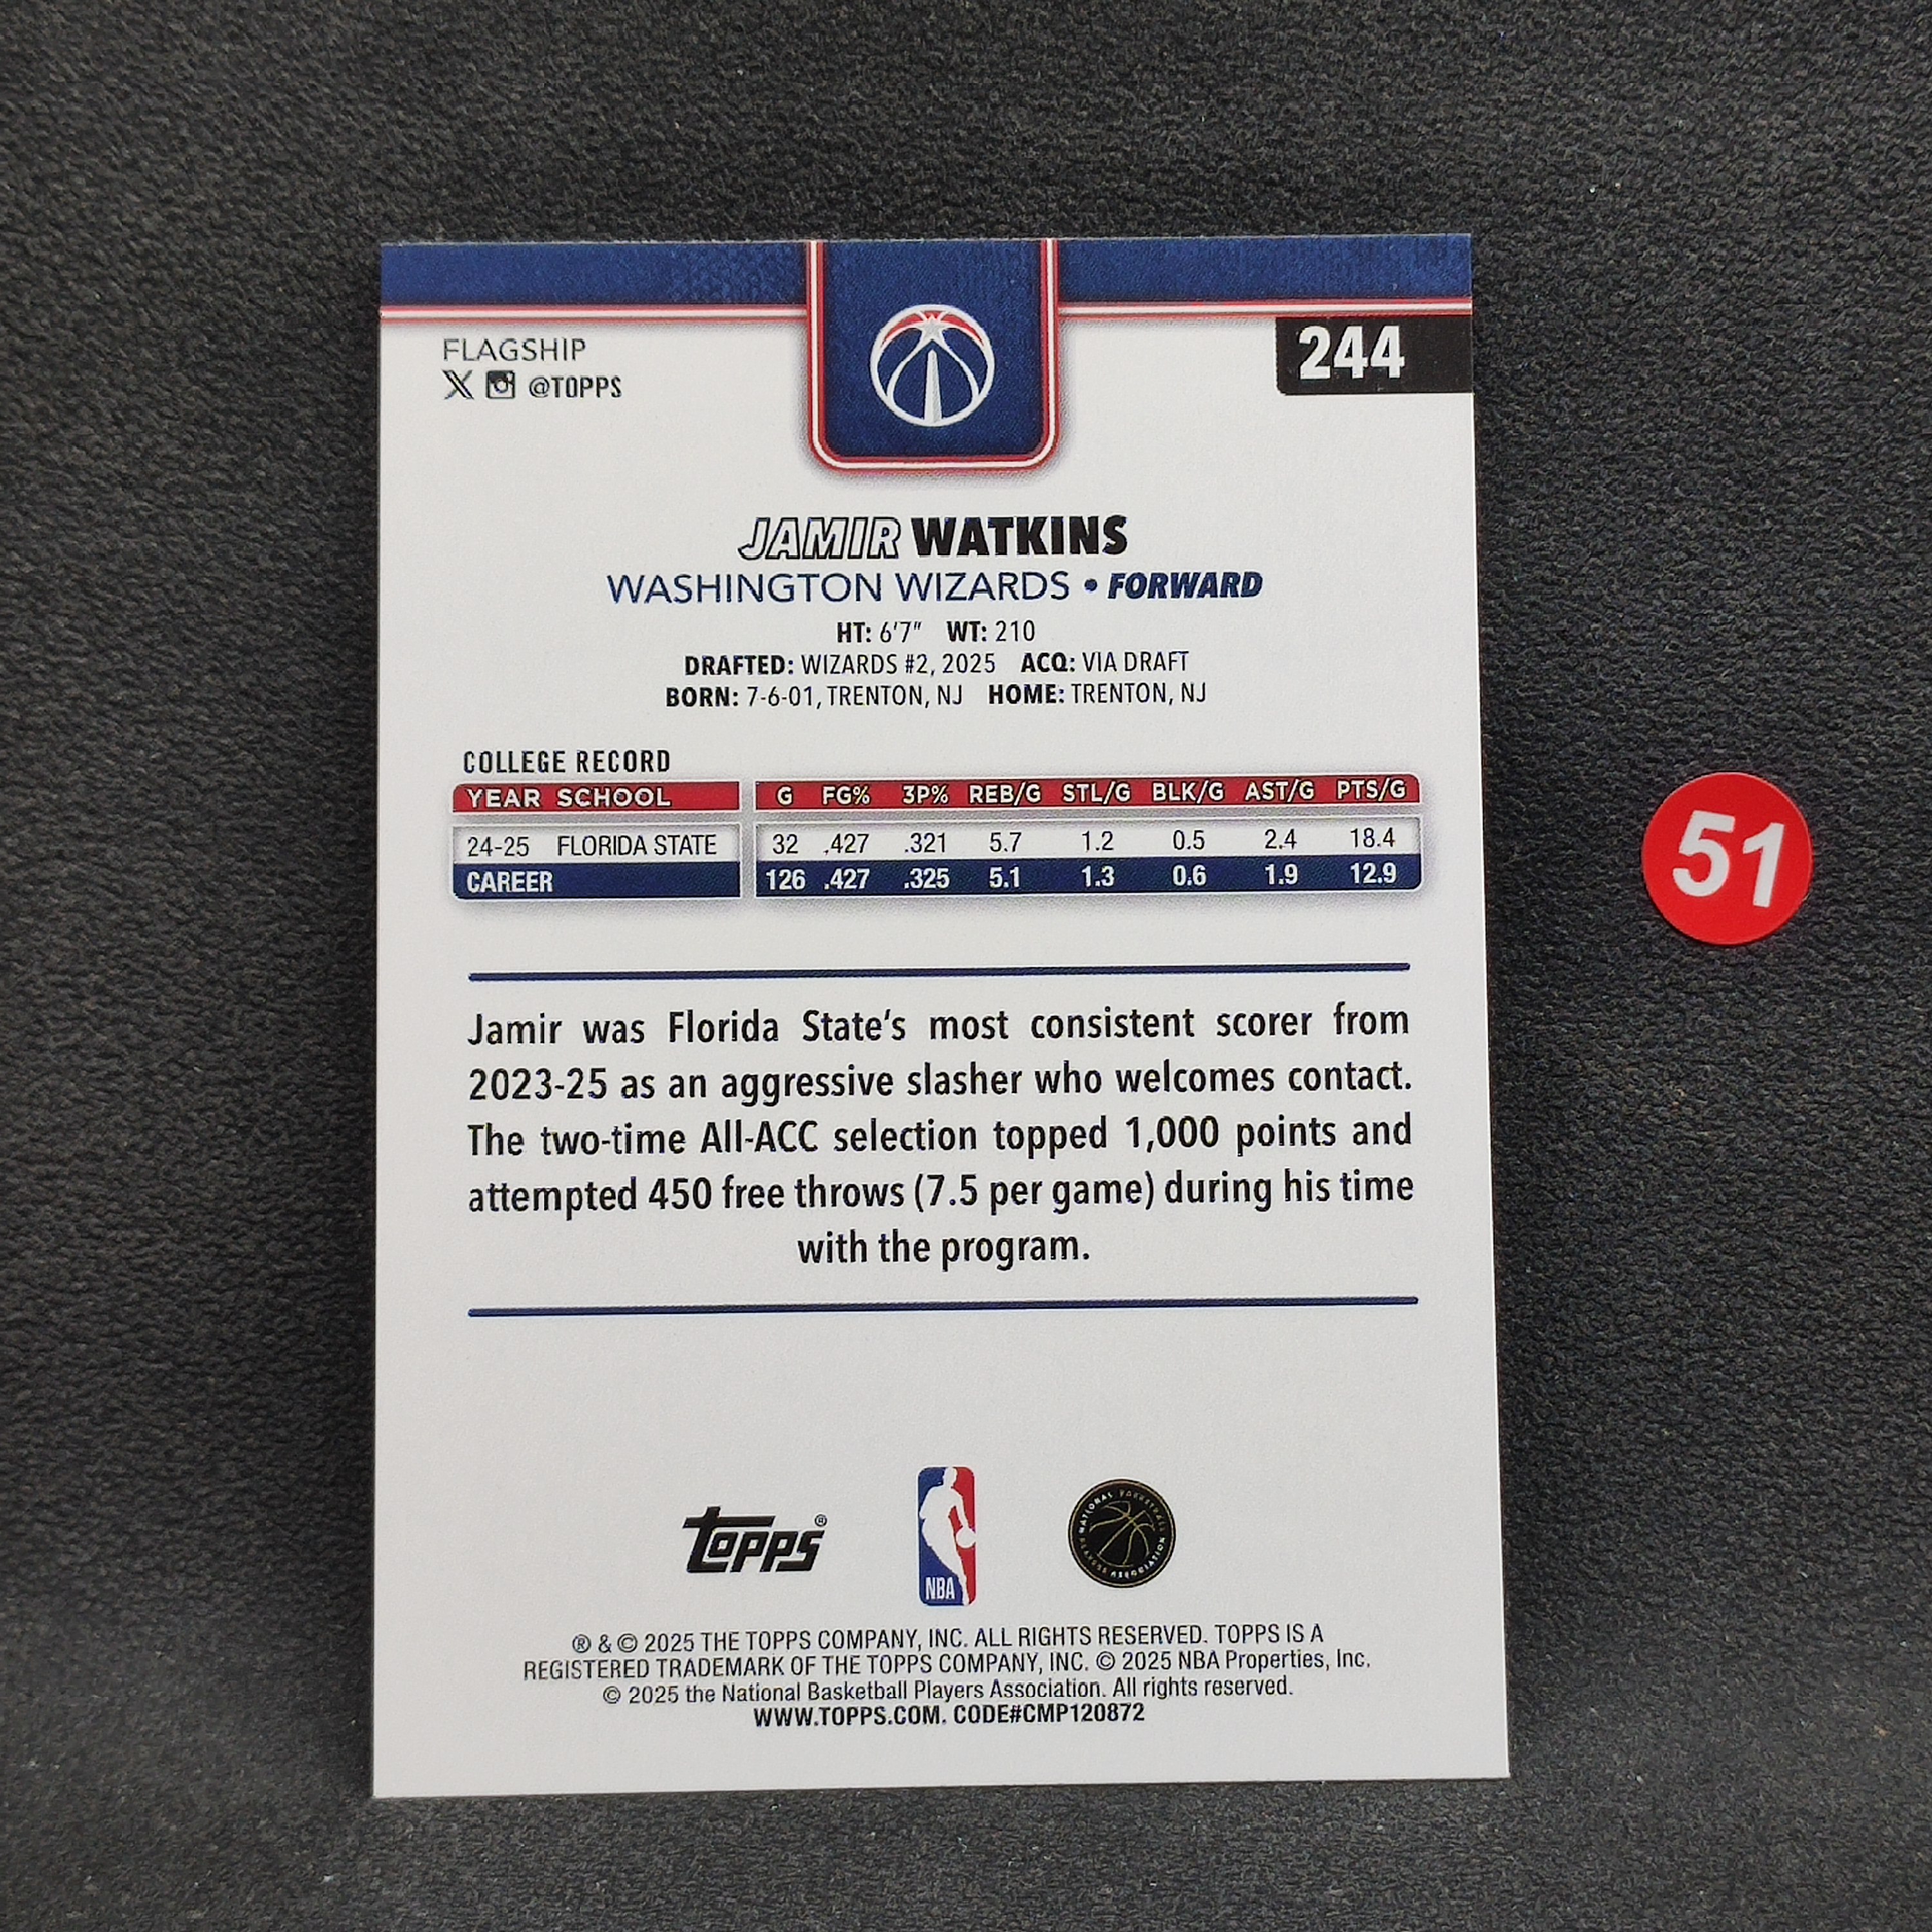 FLAGSHIP
@TOPPS
244
JAMIR WATKINS
WASHINGTON WIZARDS • FORWARD
HT: 6'7" WT: 210
DRAFTED: WIZARDS #2, 2025 ACQ: VIA DRAFT
BORN: 7-6-01, TRENTON, NJ HOME: TRENTON, NJ
COLLEGE RECORD
YEAR SCHOOL G FG% 3P% REB/G STL/G BLK/G AST/G PTS/G
24-25 FLORIDA STATE 32 .427 .321 5.7 1.2 0.5 2.4 18.4
CAREER 126 .427 .325 5.1 1.3 0.6 1.9 12.9
51
Jamir was Florida State's most consistent scorer from
2023-25 as an aggressive slasher who welcomes contact.
The two-time All-ACC selection topped 1,000 points and
attempted 450 free throws (7.5 per game) during his time
with the program.
topps®
NBA
NATIONAL BASKETBALL PLAYERS ASSOCIATION
® & © 2025 THE TOPPS COMPANY, INC. ALL RIGHTS RESERVED. TOPPS IS A
REGISTERED TRADEMARK OF THE TOPPS COMPANY, INC. © 2025 NBA Properties, Inc.
© 2025 the National Basketball Players Association. All rights reserved.
WWW.TOPPS.COM. CODE#CMP120872